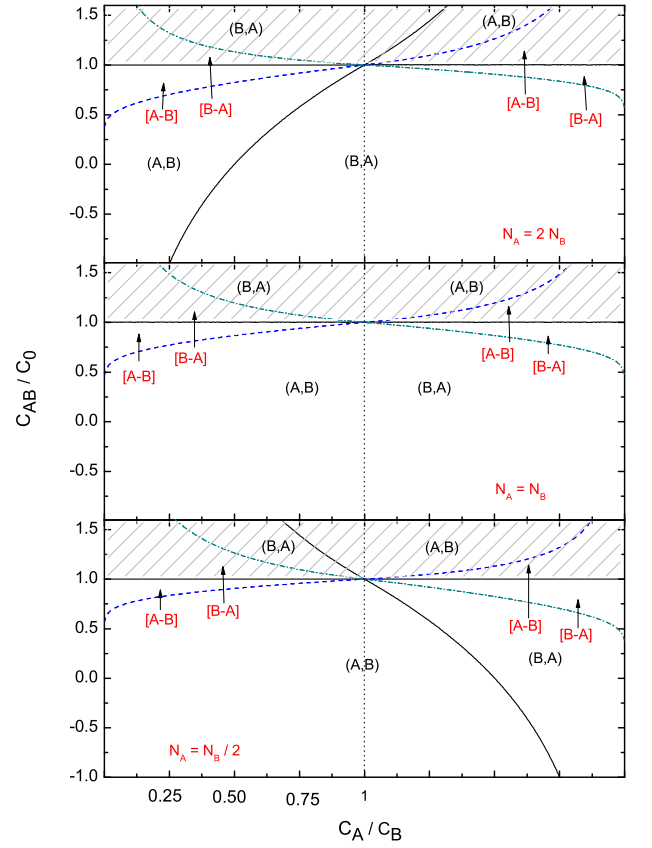 (B,A) (A,B)
1.5
1.0
[A-B] [B-A] [A-B] [B-A]
0.5
(A,B) (B,A)
0.0
-0.5
N_A = 2 N_B
1.5
(B,A) (A,B)
1.0
[A-B] [B-A] [A-B] [B-A]
0.5
(A,B) (B,A)
0.0
-0.5
N_A = N_B
C_AB / C_0
1.5
(B,A) (A,B)
1.0
[A-B] [B-A] [A-B] [B-A]
0.5
(A,B) (B,A)
0.0
-0.5
N_A = N_B / 2
-1.0
0.25 0.50 0.75 1
C_A / C_B